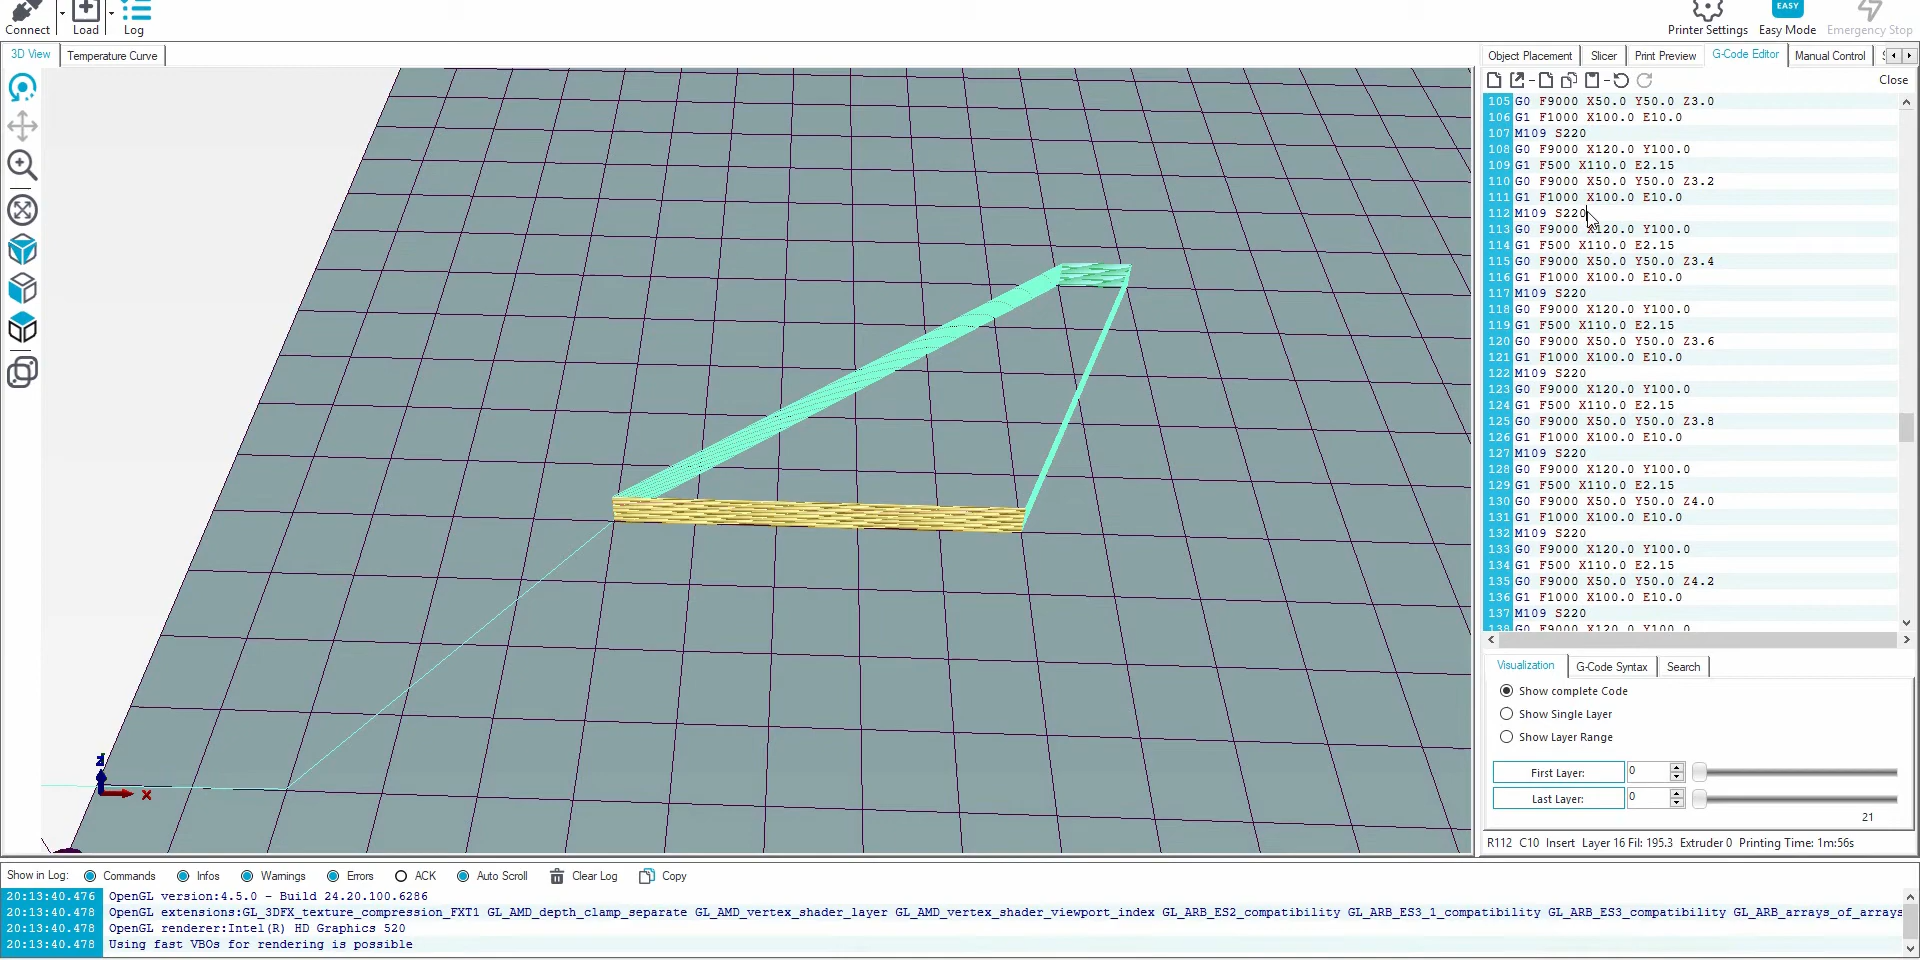 Connect Load Log Printer Settings EASY Easy Mode Emergency Stop
3D View Temperature Curve
Object Placement Slicer Print Preview G-Code Editor Manual Control
Close
105 G0 F9000 X50.0 Y50.0 Z3.0
106 G1 F1000 X100.0 E10.0
107 M109 S220
108 G0 F9000 X120.0 Y100.0
109 G1 F500 X110.0 E2.15
110 G0 F9000 X50.0 Y50.0 Z3.2
111 G1 F1000 X100.0 E10.0
112 M109 S220
113 G0 F9000 X120.0 Y100.0
114 G1 F500 X110.0 E2.15
115 G0 F9000 X50.0 Y50.0 Z3.4
116 G1 F1000 X100.0 E10.0
117 M109 S220
118 G0 F9000 X120.0 Y100.0
119 G1 F500 X110.0 E2.15
120 G0 F9000 X50.0 Y50.0 Z3.6
121 G1 F1000 X100.0 E10.0
122 M109 S220
123 G0 F9000 X120.0 Y100.0
124 G1 F500 X110.0 E2.15
125 G0 F9000 X50.0 Y50.0 Z3.8
126 G1 F1000 X100.0 E10.0
127 M109 S220
128 G0 F9000 X120.0 Y100.0
129 G1 F500 X110.0 E2.15
130 G0 F9000 X50.0 Y50.0 Z4.0
131 G1 F1000 X100.0 E10.0
132 M109 S220
133 G0 F9000 X120.0 Y100.0
134 G1 F500 X110.0 E2.15
135 G0 F9000 X50.0 Y50.0 Z4.2
136 G1 F1000 X100.0 E10.0
137 M109 S220
138 G0 F9000 X120.0 Y100.0
z
x
Visualization G-Code Syntax Search
Show complete Code
Show Single Layer
Show Layer Range
First Layer: 0
Last Layer: 0
21
R112 C10 Insert Layer 16 Fil: 195.3 Extruder 0 Printing Time: 1m:56s
Show in Log: Commands Infos Warnings Errors ACK Auto Scroll Clear Log Copy
20:13:40.476 OpenGL version:4.5.0 - Build 24.20.100.6286
20:13:40.478 OpenGL extensions:GL_3DFX_texture_compression_FXT1 GL_AMD_depth_clamp_separate GL_AMD_vertex_shader_layer GL_AMD_vertex_shader_viewport_index GL_ARB_ES2_compatibility GL_ARB_ES3_1_compatibility GL_ARB_ES3_compatibility GL_ARB_arrays_of_arrays
20:13:40.478 OpenGL renderer:Intel(R) HD Graphics 520
20:13:40.478 Using fast VBOs for rendering is possible